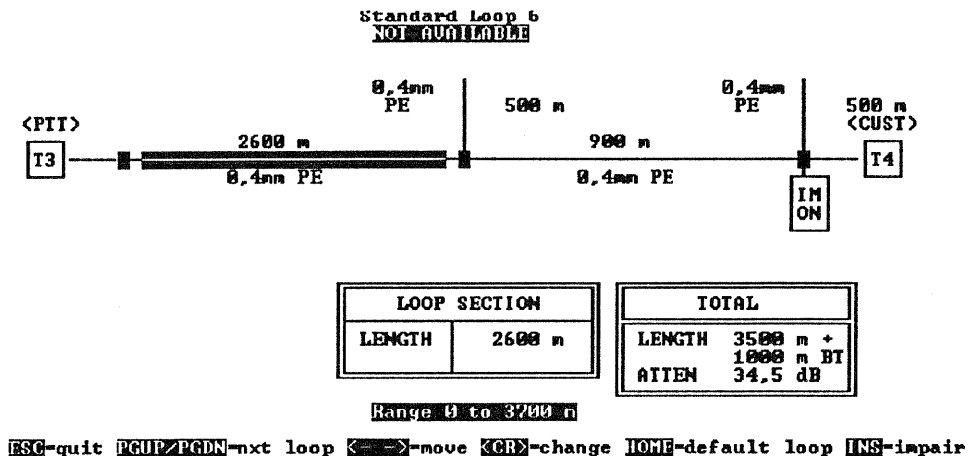 Standard Loop 6
NOT AVAILABLE
0,4mm
PE
500 m
0,4mm
PE
500 m
<PTT>
<CUST>
T3
2600 m
0,4mm PE
900 m
0,4mm PE
T4
IM
ON
LOOP SECTION
LENGTH 2600 m
TOTAL
LENGTH 3500 m +
1000 m BT
ATTEN 34,5 dB
Range 0 to 3700 m
ESC-quit PGUP/PGDN-nxt loop <- ->-move <CR>-change HOME-default loop INS-impair